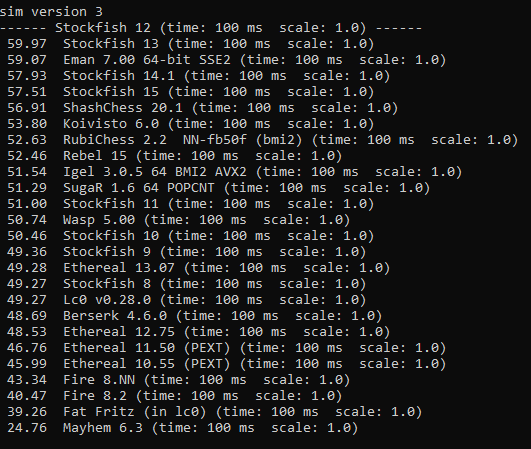 sim version 3
------ Stockfish 12 (time: 100 ms  scale: 1.0) ------
59.97  Stockfish 13 (time: 100 ms  scale: 1.0)
59.07  Eman 7.00 64-bit SSE2 (time: 100 ms  scale: 1.0)
57.93  Stockfish 14.1 (time: 100 ms  scale: 1.0)
57.51  Stockfish 15 (time: 100 ms  scale: 1.0)
56.91  ShashChess 20.1 (time: 100 ms  scale: 1.0)
53.80  Koivisto 6.0 (time: 100 ms  scale: 1.0)
52.63  RubiChess 2.2  NN-fb50f (bmi2) (time: 100 ms  scale: 1.0)
52.46  Rebel 15 (time: 100 ms  scale: 1.0)
51.54  Igel 3.0.5 64 BMI2 AVX2 (time: 100 ms  scale: 1.0)
51.29  SugaR 1.6 64 POPCNT (time: 100 ms  scale: 1.0)
51.00  Stockfish 11 (time: 100 ms  scale: 1.0)
50.74  Wasp 5.00 (time: 100 ms  scale: 1.0)
50.46  Stockfish 10 (time: 100 ms  scale: 1.0)
49.36  Stockfish 9 (time: 100 ms  scale: 1.0)
49.28  Ethereal 13.07 (time: 100 ms  scale: 1.0)
49.27  Stockfish 8 (time: 100 ms  scale: 1.0)
49.27  Lc0 v0.28.0 (time: 100 ms  scale: 1.0)
48.69  Berserk 4.6.0 (time: 100 ms  scale: 1.0)
48.53  Ethereal 12.75 (time: 100 ms  scale: 1.0)
46.76  Ethereal 11.50 (PEXT) (time: 100 ms  scale: 1.0)
45.99  Ethereal 10.55 (PEXT) (time: 100 ms  scale: 1.0)
43.34  Fire 8.NN (time: 100 ms  scale: 1.0)
40.47  Fire 8.2 (time: 100 ms  scale: 1.0)
39.26  Fat Fritz (in lc0) (time: 100 ms  scale: 1.0)
24.76  Mayhem 6.3 (time: 100 ms  scale: 1.0)